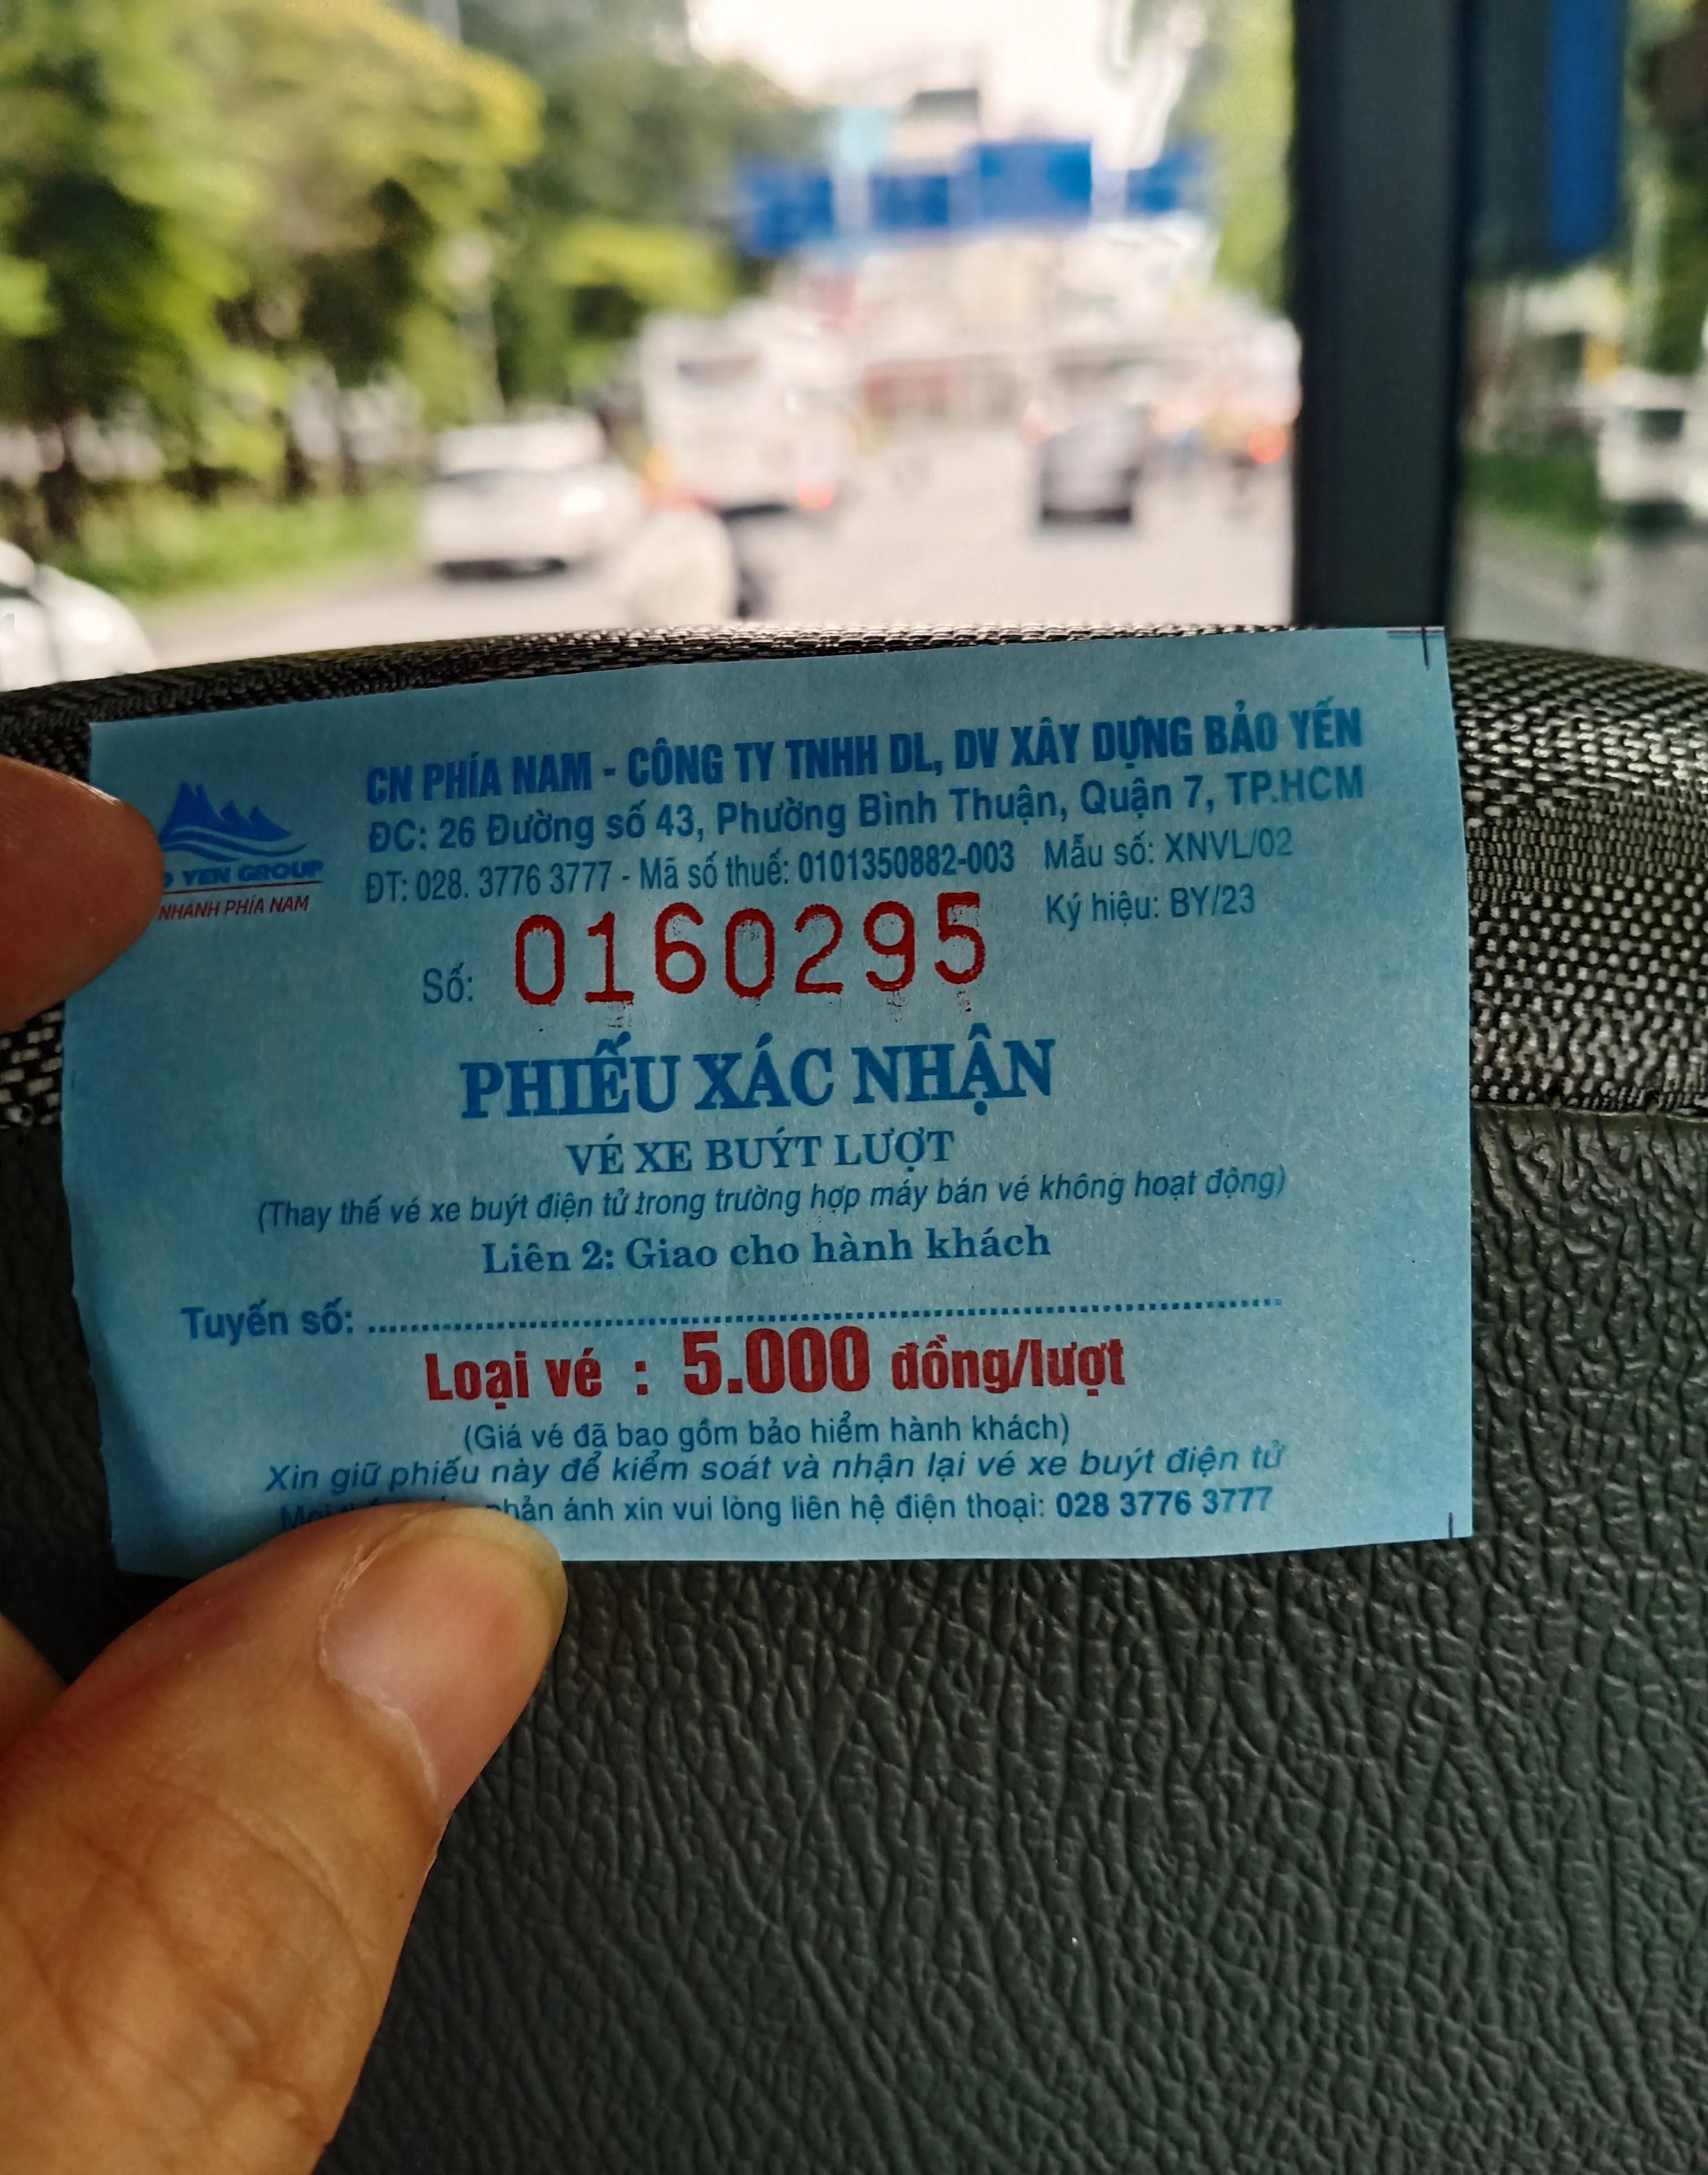 CN PHÍA NAM - CÔNG TY TNHH DL, DV XÂY DỰNG BẢO YẾN
ĐC: 26 Đường số 43, Phường Bình Thuận, Quận 7, TP.HCM
ĐT: 028. 3776 3777 - Mã số thuế: 0101350882-003 Mẫu số: XNVL/02
YEN GROUP
NHÁNH PHÍA NAM
Ký hiệu: BY/23
Số: 0160295
PHIẾU XÁC NHẬN
VÉ XE BUÝT LƯỢT
(Thay thế vé xe buýt điện tử trong trường hợp máy bán vé không hoạt động)
Liên 2: Giao cho hành khách
Tuyến số:
Loại vé : 5.000 đồng/lượt
(Giá vé đã bao gồm bảo hiểm hành khách)
Xin giữ phiếu này để kiểm soát và nhận lại vé xe buýt điện tử
ánh xin vui lòng liên hệ điện thoại: 028 3776 3777